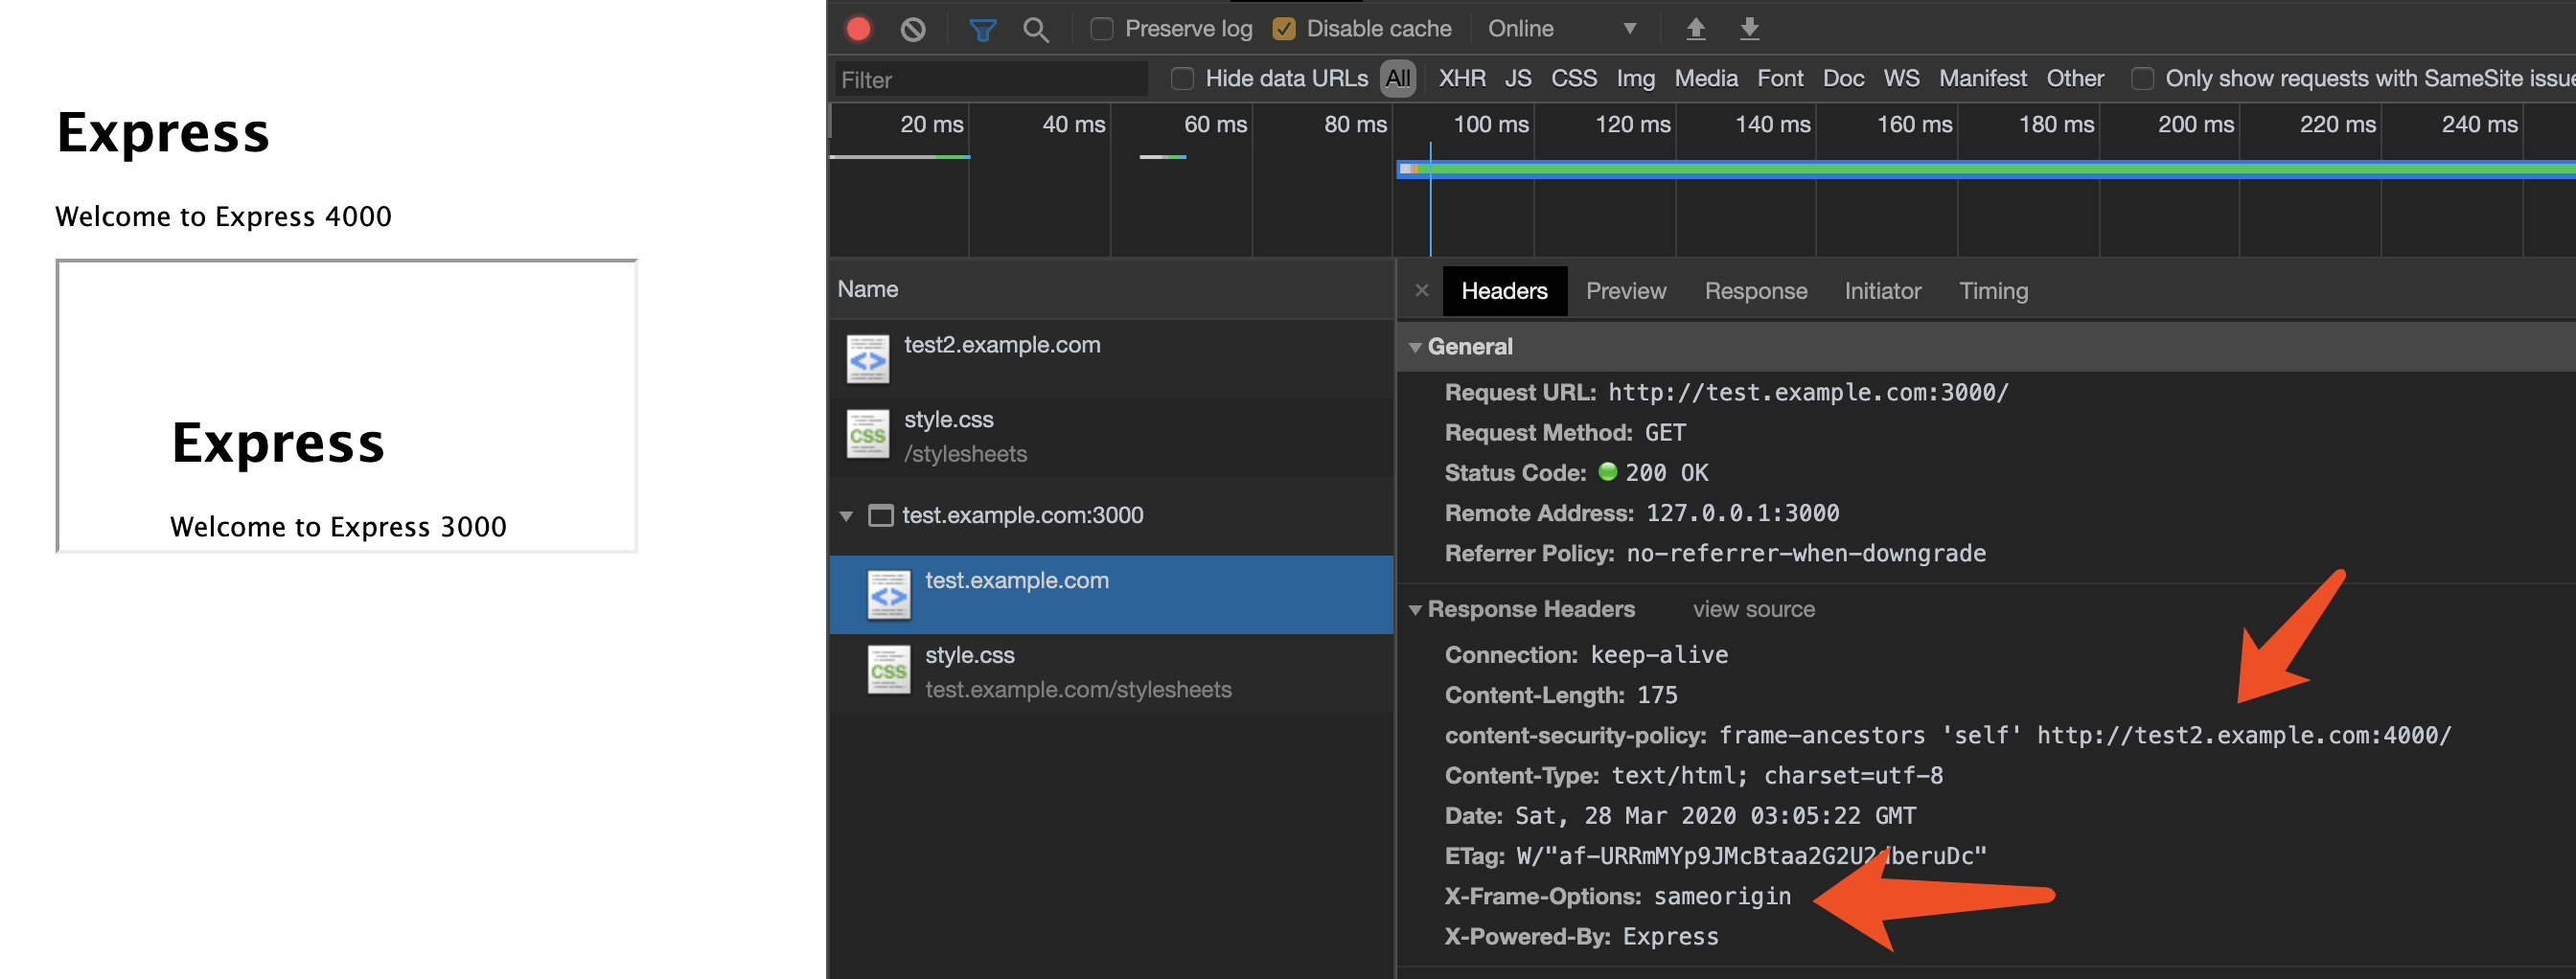 Express
Welcome to Express 4000
Express
Welcome to Express 3000
Preserve log Disable cache Online
Filter Hide data URLs All XHR JS CSS Img Media Font Doc WS Manifest Other Only show requests with SameSite issue
20 ms 40 ms 60 ms 80 ms 100 ms 120 ms 140 ms 160 ms 180 ms 200 ms 220 ms 240 ms
Name
test2.example.com
style.css
/stylesheets
test.example.com:3000
test.example.com
style.css
test.example.com/stylesheets
Headers Preview Response Initiator Timing
General
Request URL: http://test.example.com:3000/
Request Method: GET
Status Code: 200 OK
Remote Address: 127.0.0.1:3000
Referrer Policy: no-referrer-when-downgrade
Response Headers view source
Connection: keep-alive
Content-Length: 175
content-security-policy: frame-ancestors 'self' http://test2.example.com:4000/
Content-Type: text/html; charset=utf-8
Date: Sat, 28 Mar 2020 03:05:22 GMT
ETag:
X-Frame-Options: sameorigin
X-Powered-By: Express